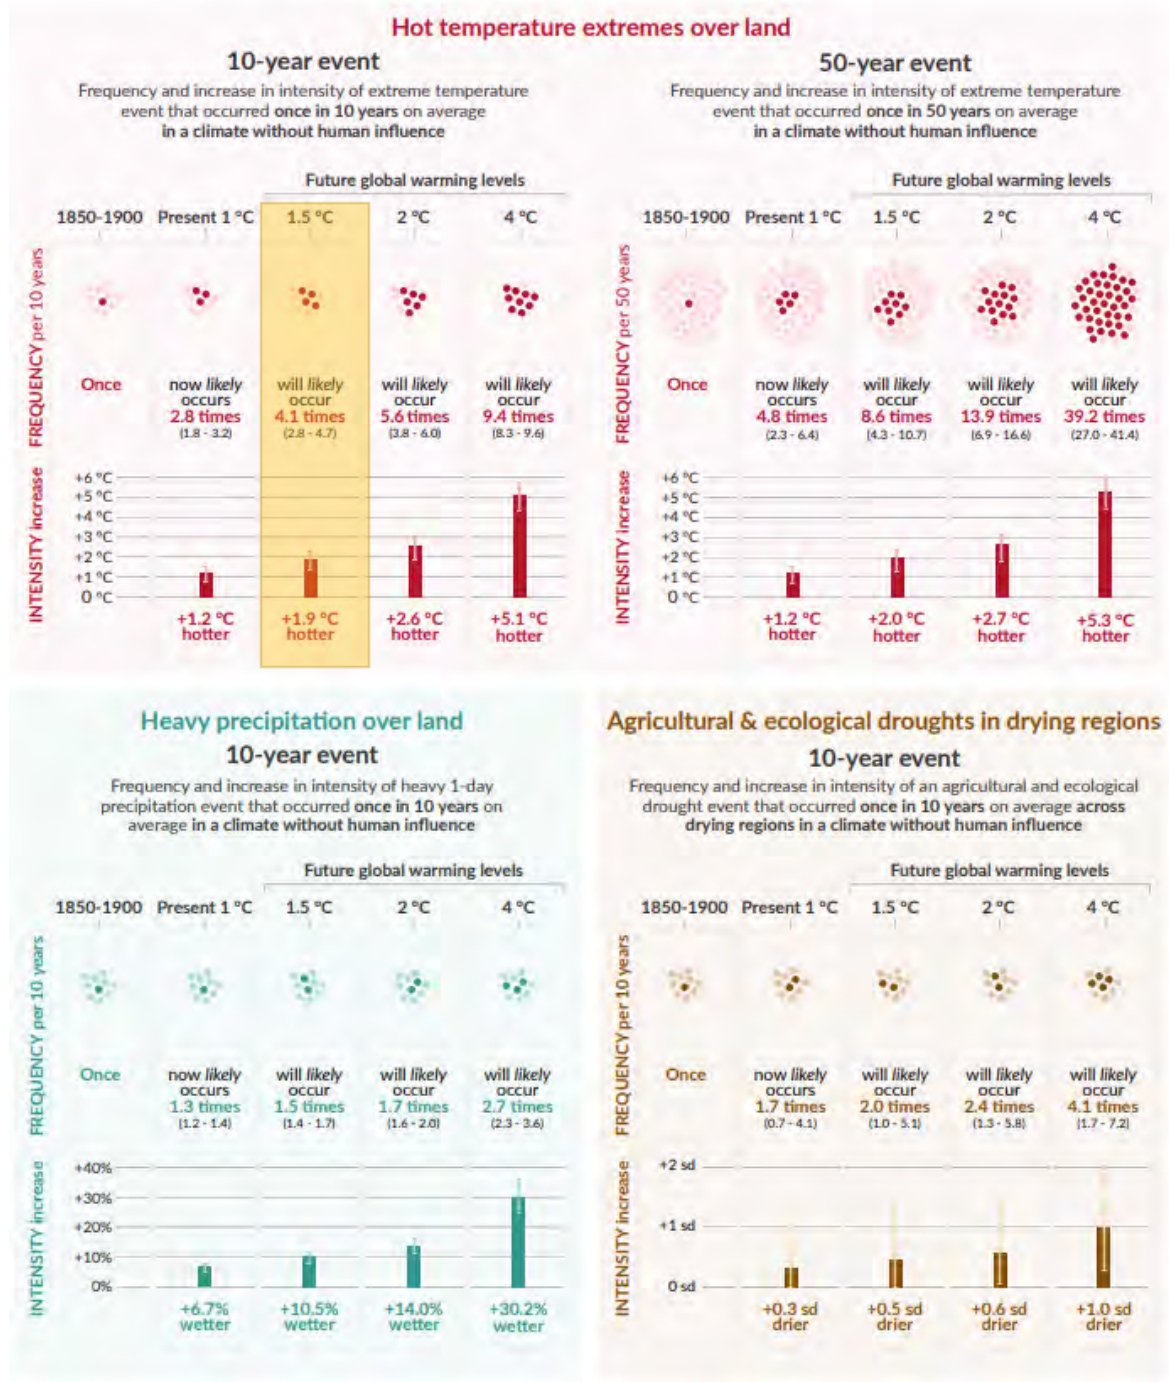 Hot temperature extremes over land
10-year event
Frequency and increase in intensity of extreme temperature
event that occurred once in 10 years on average
in a climate without human influence
Future global warming levels
1850-1900 Present 1 °C 1.5 °C 2 °C 4 °C
FREQUENCY per 10 years
Once
now likely occurs 2.8 times (1.8 - 3.2)
will likely occur 4.1 times (2.8 - 4.7)
will likely occur 5.6 times (3.8 - 6.0)
will likely occur 9.4 times (8.3 - 9.6)
INTENSITY increase
+6 °C
+5 °C
+4 °C
+3 °C
+2 °C
+1 °C
0 °C
+1.2 °C hotter
+1.9 °C hotter
+2.6 °C hotter
+5.1 °C hotter
50-year event
Frequency and increase in intensity of extreme temperature
event that occurred once in 50 years on average
in a climate without human influence
Future global warming levels
1850-1900 Present 1 °C 1.5 °C 2 °C 4 °C
FREQUENCY per 50 years
Once
now likely occurs 4.8 times (2.3 - 6.4)
will likely occur 8.6 times (4.3 - 10.7)
will likely occur 13.9 times (6.9 - 16.6)
will likely occur 39.2 times (27.0 - 41.4)
INTENSITY increase
+6 °C
+5 °C
+4 °C
+3 °C
+2 °C
+1 °C
0 °C
+1.2 °C hotter
+2.0 °C hotter
+2.7 °C hotter
+5.3 °C hotter
Heavy precipitation over land
10-year event
Frequency and increase in intensity of heavy 1-day
precipitation event that occurred once in 10 years on
average in a climate without human influence
Future global warming levels
1850-1900 Present 1 °C 1.5 °C 2 °C 4 °C
FREQUENCY per 10 years
Once
now likely occurs 1.3 times (1.2 - 1.4)
will likely occur 1.5 times (1.4 - 1.7)
will likely occur 1.7 times (1.6 - 2.0)
will likely occur 2.7 times (2.3 - 3.6)
INTENSITY increase
+40%
+30%
+20%
+10%
0%
+6.7% wetter
+10.5% wetter
+14.0% wetter
+30.2% wetter
Agricultural & ecological droughts in drying regions
10-year event
Frequency and increase in intensity of an agricultural and ecological
drought event that occurred once in 10 years on average across
drying regions in a climate without human influence
Future global warming levels
1850-1900 Present 1 °C 1.5 °C 2 °C 4 °C
FREQUENCY per 10 years
Once
now likely occurs 1.7 times (0.7 - 4.1)
will likely occur 2.0 times (1.0 - 5.1)
will likely occur 2.4 times (1.3 - 5.8)
will likely occur 4.1 times (1.7 - 7.2)
INTENSITY increase
+2 sd
+1 sd
0 sd
+0.3 sd drier
+0.5 sd drier
+0.6 sd drier
+1.0 sd drier